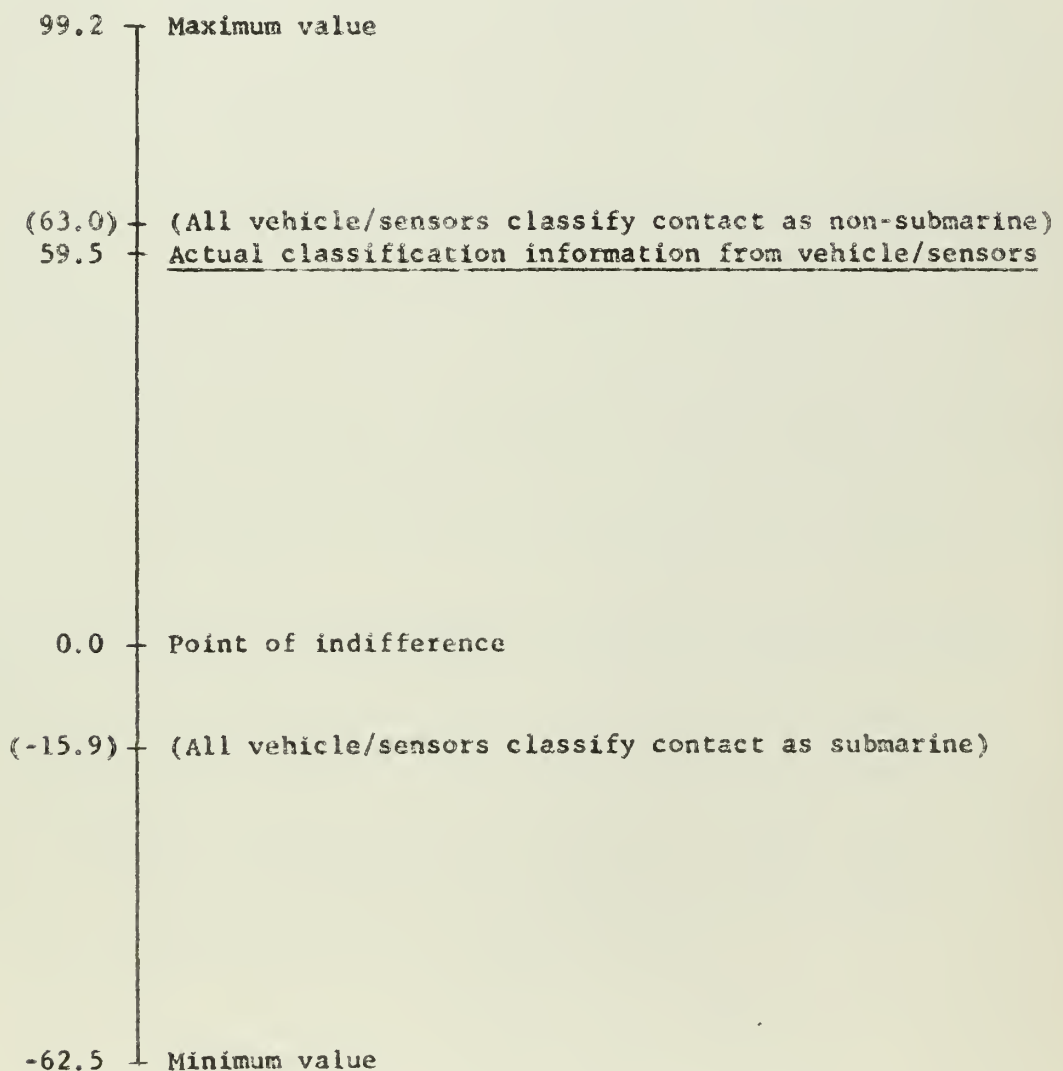 99.2 Maximum value
(63.0) (All vehicle/sensors classify contact as non-submarine)
59.5 Actual classification information from vehicle/sensors
0.0 Point of indifference
(-15.9) (All vehicle/sensors classify contact as submarine)
-62.5 Minimum value